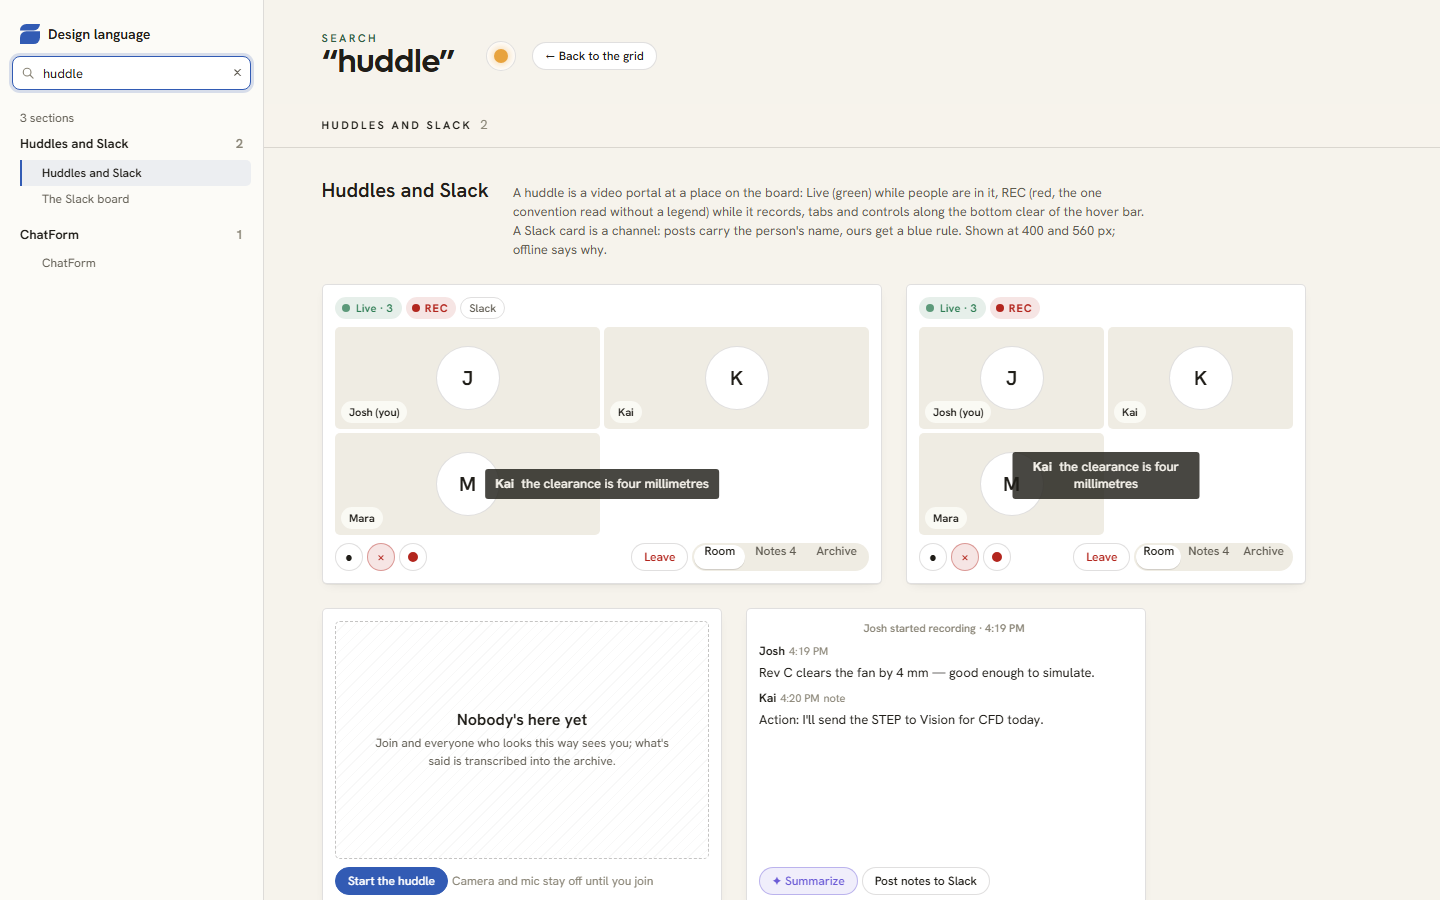 Design language
huddle
3 sections
Huddles and Slack 2
Huddles and Slack
The Slack board
ChatForm 1
ChatForm
SEARCH
“huddle”
← Back to the grid
HUDDLES AND SLACK 2
Huddles and Slack
A huddle is a video portal at a place on the board: Live (green) while people are in it, REC (red, the one
convention read without a legend) while it records, tabs and controls along the bottom clear of the hover bar.
A Slack card is a channel: posts carry the person's name, ours get a blue rule. Shown at 400 and 560 px;
offline says why.
Live · 3 REC Slack
J
Josh (you)
K
Kai
M
Mara
Kai the clearance is four millimetres
Leave Room Notes 4 Archive
Live · 3 REC
J
Josh (you)
K
Kai
M
Mara
Kai the clearance is four
millimetres
Leave Room Notes 4 Archive
Nobody's here yet
Join and everyone who looks this way sees you; what's
said is transcribed into the archive.
Start the huddle Camera and mic stay off until you join
Josh started recording · 4:19 PM
Josh 4:19 PM
Rev C clears the fan by 4 mm — good enough to simulate.
Kai 4:20 PM note
Action: I'll send the STEP to Vision for CFD today.
✦ Summarize Post notes to Slack